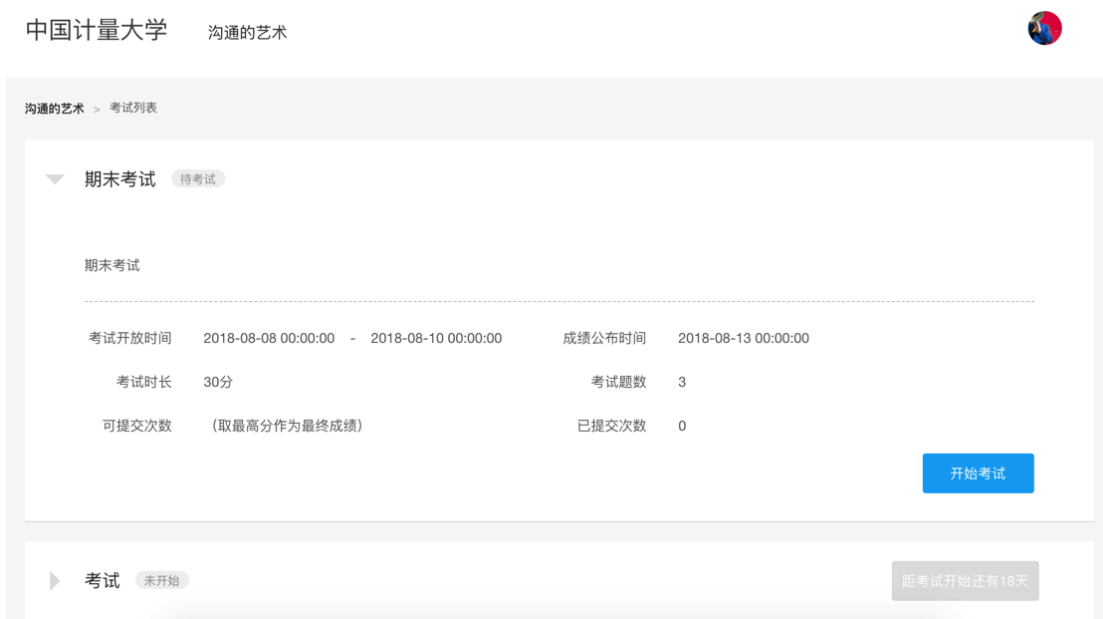 中国计量大学 沟通的艺术
沟通的艺术 > 考试列表
期末考试 待考试
期末考试
考试开放时间 2018-08-08 00:00:00 - 2018-08-10 00:00:00 成绩公布时间 2018-08-13 00:00:00
考试时长 30分 考试题数 3
可提交次数 （取最高分作为最终成绩） 已提交次数 0
开始考试
考试 未开始 距考试开始还有18天